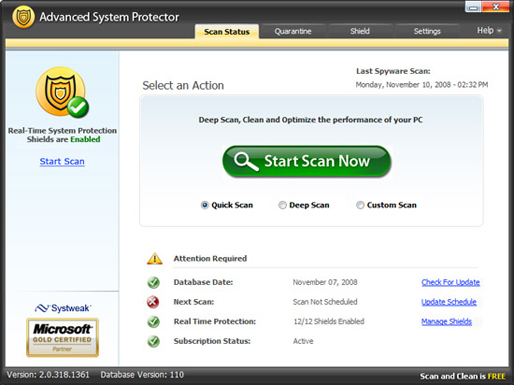 Advanced System Protector
Scan Status Quarantine Shield Settings Help
Last Spyware Scan:
Monday, November 10, 2008 - 02:32 PM
Select an Action
Real-Time System Protection
Shields are Enabled
Start Scan
Deep Scan, Clean and Optimize the performance of your PC
Start Scan Now
Quick Scan Deep Scan Custom Scan
Attention Required
Database Date: November 07, 2008 Check For Update
Next Scan: Scan Not Scheduled Update Schedule
Real Time Protection: 12/12 Shields Enabled Manage Shields
Subscription Status: Active
Systweak
Microsoft
GOLD CERTIFIED
Partner
Version: 2.0.318.1361 Database Version: 110 Scan and Clean is FREE